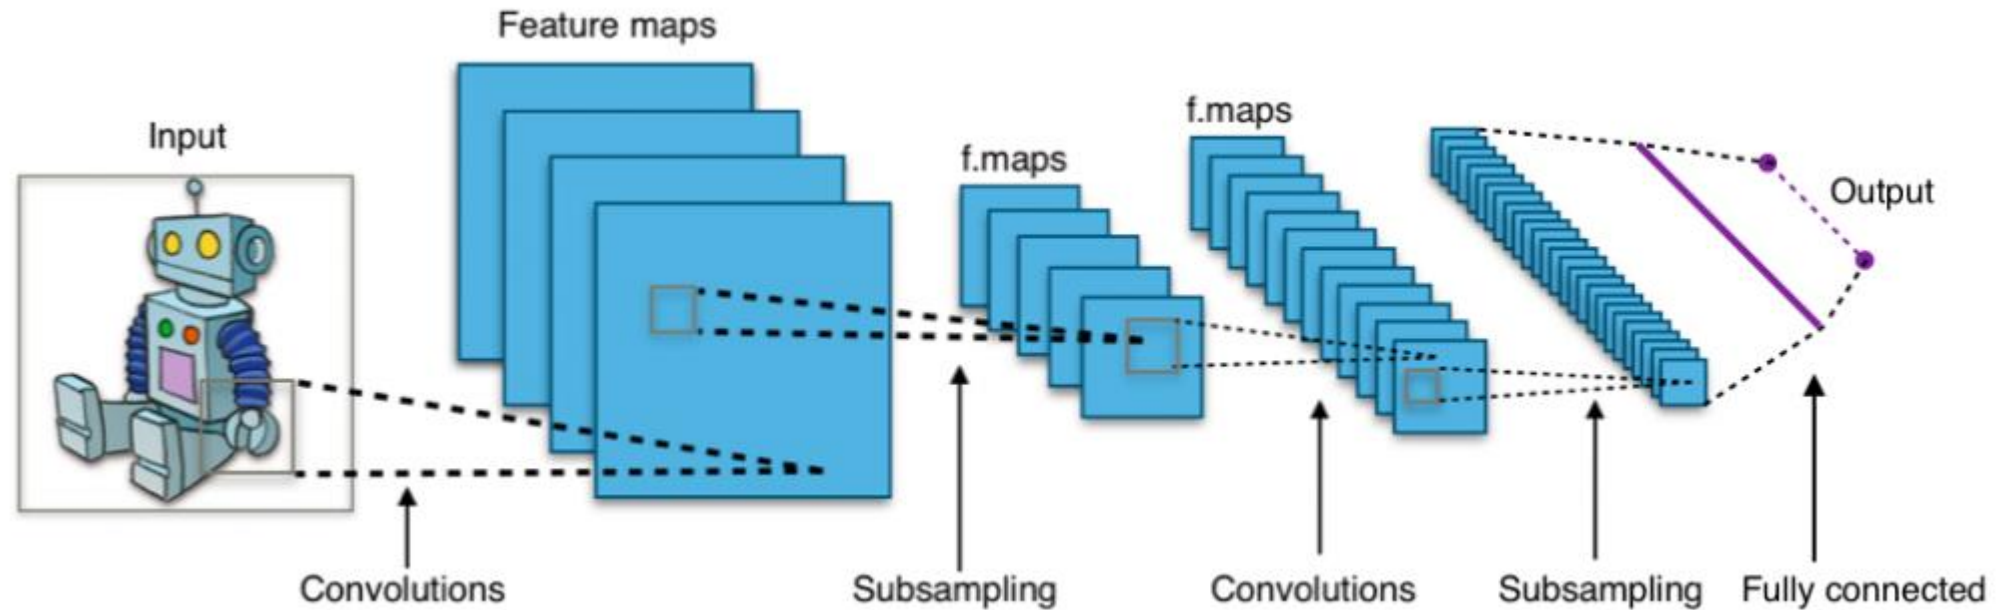 Feature maps
Input
f.maps
f.maps
Output
Convolutions
Subsampling
Convolutions
Subsampling
Fully connected